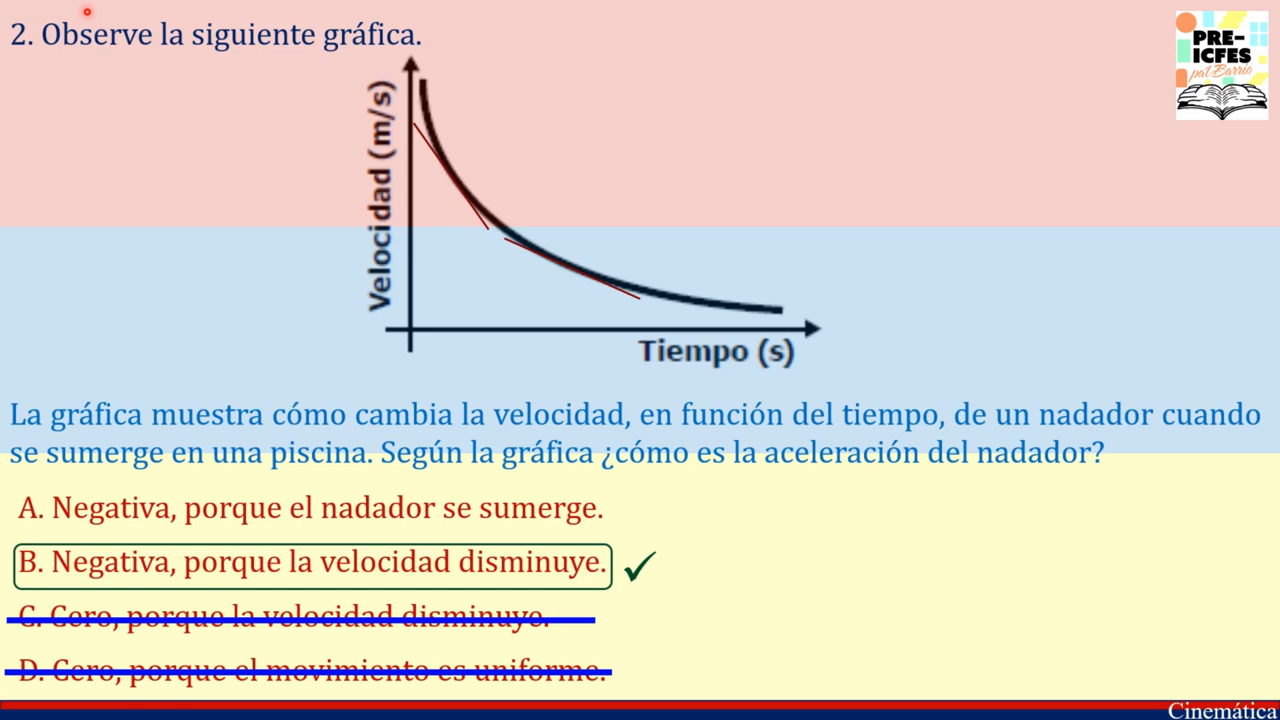 2. Observe la siguiente gráfica.
PRE-
ICFES
pa'l Barrio
Velocidad (m/s)
Tiempo (s)
La gráfica muestra cómo cambia la velocidad, en función del tiempo, de un nadador cuando
se sumerge en una piscina. Según la gráfica ¿cómo es la aceleración del nadador?
A. Negativa, porque el nadador se sumerge.
B. Negativa, porque la velocidad disminuye.
C. Cero, porque la velocidad disminuye.
D. Cero, porque el movimiento es uniforme.
Cinemática